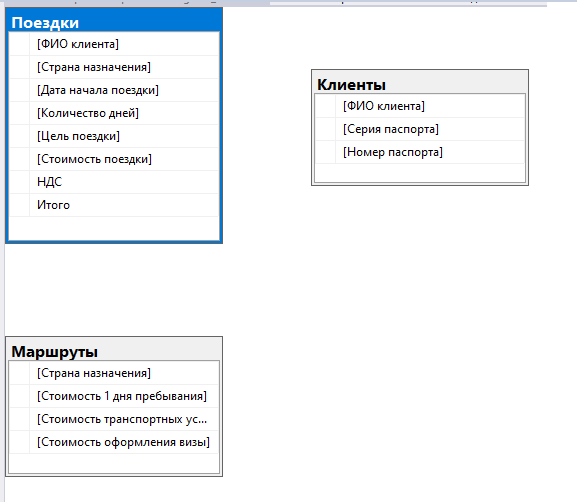 Поездки
[ФИО клиента]
[Страна назначения]
[Дата начала поездки]
[Количество дней]
[Цель поездки]
[Стоимость поездки]
НДС
Итого
Клиенты
[ФИО клиента]
[Серия паспорта]
[Номер паспорта]
Маршруты
[Страна назначения]
[Стоимость 1 дня пребывания]
[Стоимость транспортных ус...
[Стоимость оформления визы]